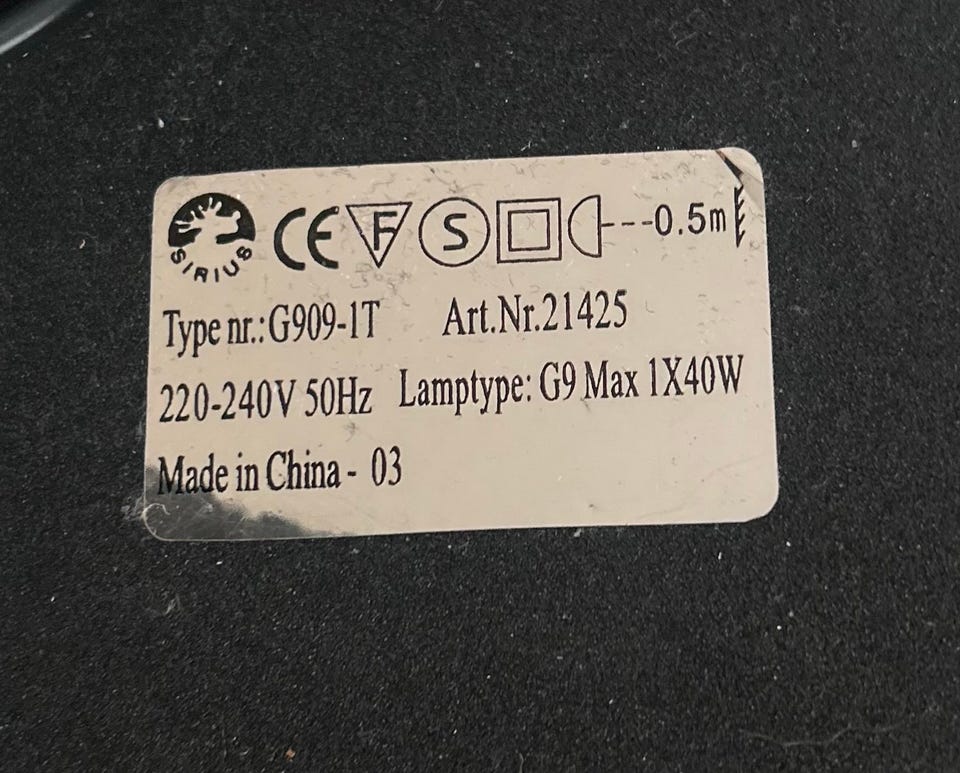 SIRIUS CE F S 0.5m
Type nr.:G909-1T Art.Nr.21425
220-240V 50Hz Lamptype: G9 Max 1X40W
Made in China - 03